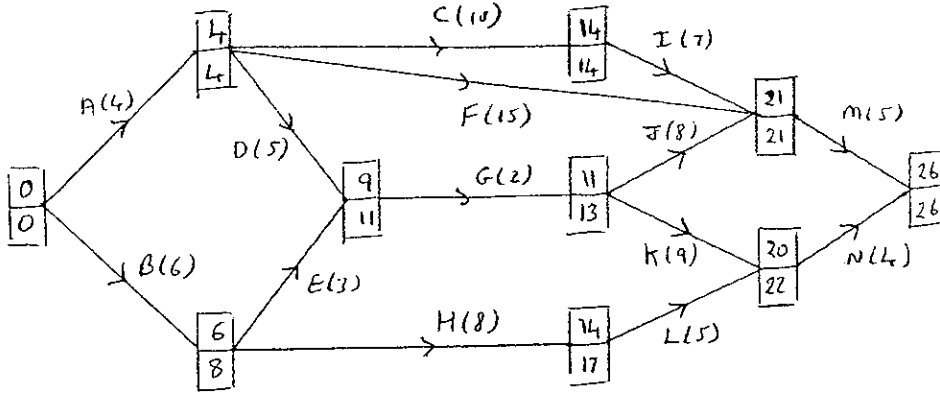 C(10)
4
4
14
14
I(7)
A(4)
F(15)
21
21
M(5)
D(5)
J(8)
0
0
9
11
G(2)
11
13
26
26
B(6)
E(3)
K(9)
20
22
N(4)
6
8
H(8)
14
17
L(5)